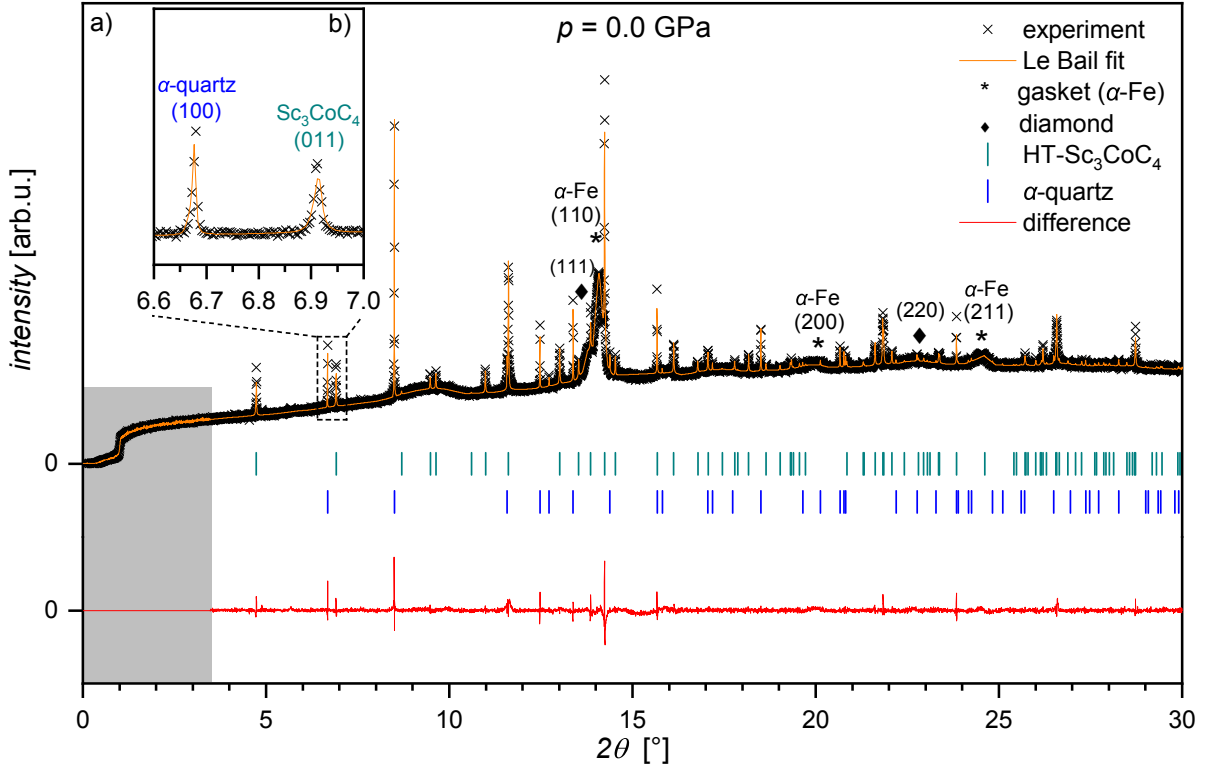 a)
b)
p = 0.0 GPa
experiment
Le Bail fit
* gasket (α-Fe)
♦ diamond
HT-Sc₃CoC₄
α-quartz
difference
α-quartz
(100)
Sc₃CoC₄
(011)
6.6 6.7 6.8 6.9 7.0
α-Fe
(110)
*
(111)
♦
α-Fe
(200)
*
(220)
♦
α-Fe
(211)
*
intensity [arb.u.]
0
0
0 5 10 15 20 25 30
2θ [°]